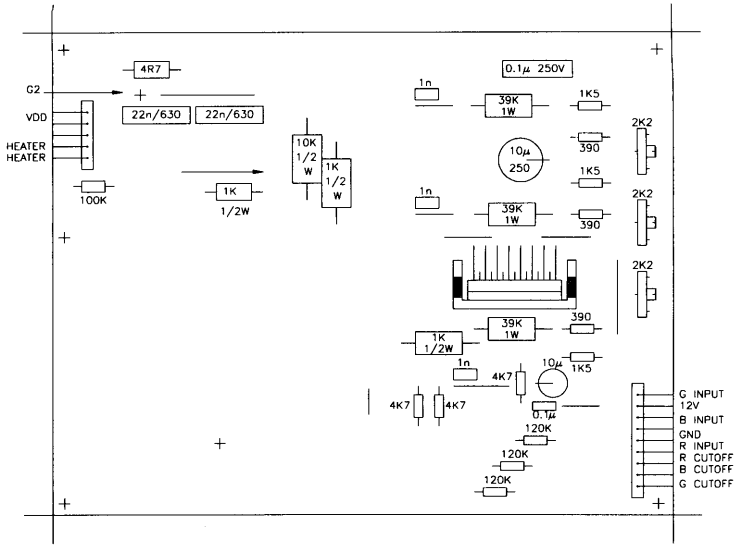 4R7
0.1μ 250V
G2
1n
39K
1W
1K5
VDD
22n/630
22n/630
2K2
HEATER
HEATER
10K
1/2
W
1K
1/2
W
10μ
250
390
1K5
100K
1K
1/2W
1n
39K
1W
390
2K2
2K2
39K
1W
390
1K
1/2W
1n
4K7
10μ
1K5
4K7
4K7
0.1μ
120K
120K
120K
G INPUT
12V
B INPUT
GND
R INPUT
R CUTOFF
B CUTOFF
G CUTOFF